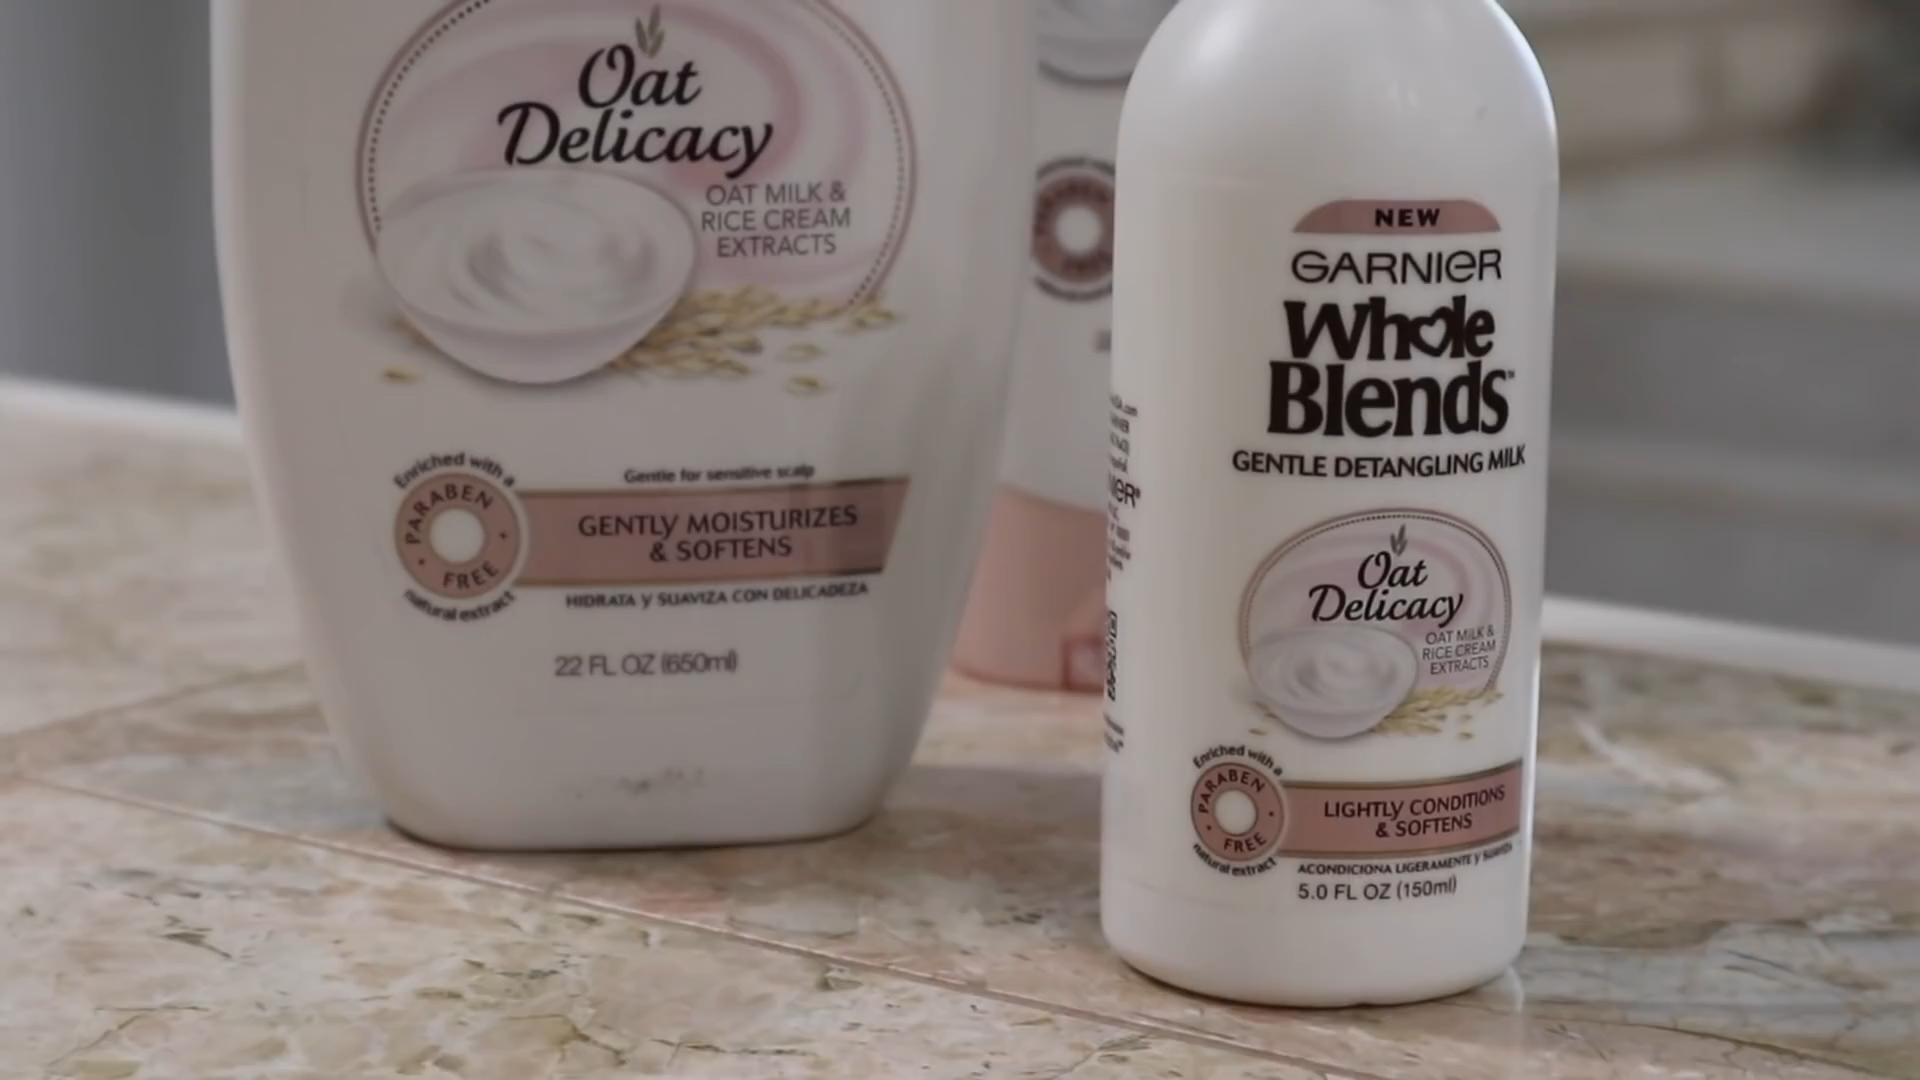 Oat
Delicacy
OAT MILK &
RICE CREAM
EXTRACTS
Enriched with a
PARABEN
FREE
natural extract
Gentle for sensitive scalp
GENTLY MOISTURIZES
& SOFTENS
HIDRATA y SUAVIZA CON DELICADEZA
22 FL OZ (650ml)
NEW
GARNIER
Whole
Blends™
GENTLE DETANGLING MILK
Oat
Delicacy
OAT MILK &
RICE CREAM
EXTRACTS
Enriched with a
PARABEN
FREE
natural extract
LIGHTLY CONDITIONS
& SOFTENS
ACONDICIONA LIGERAMENTE y SUAVIZA
5.0 FL OZ (150ml)